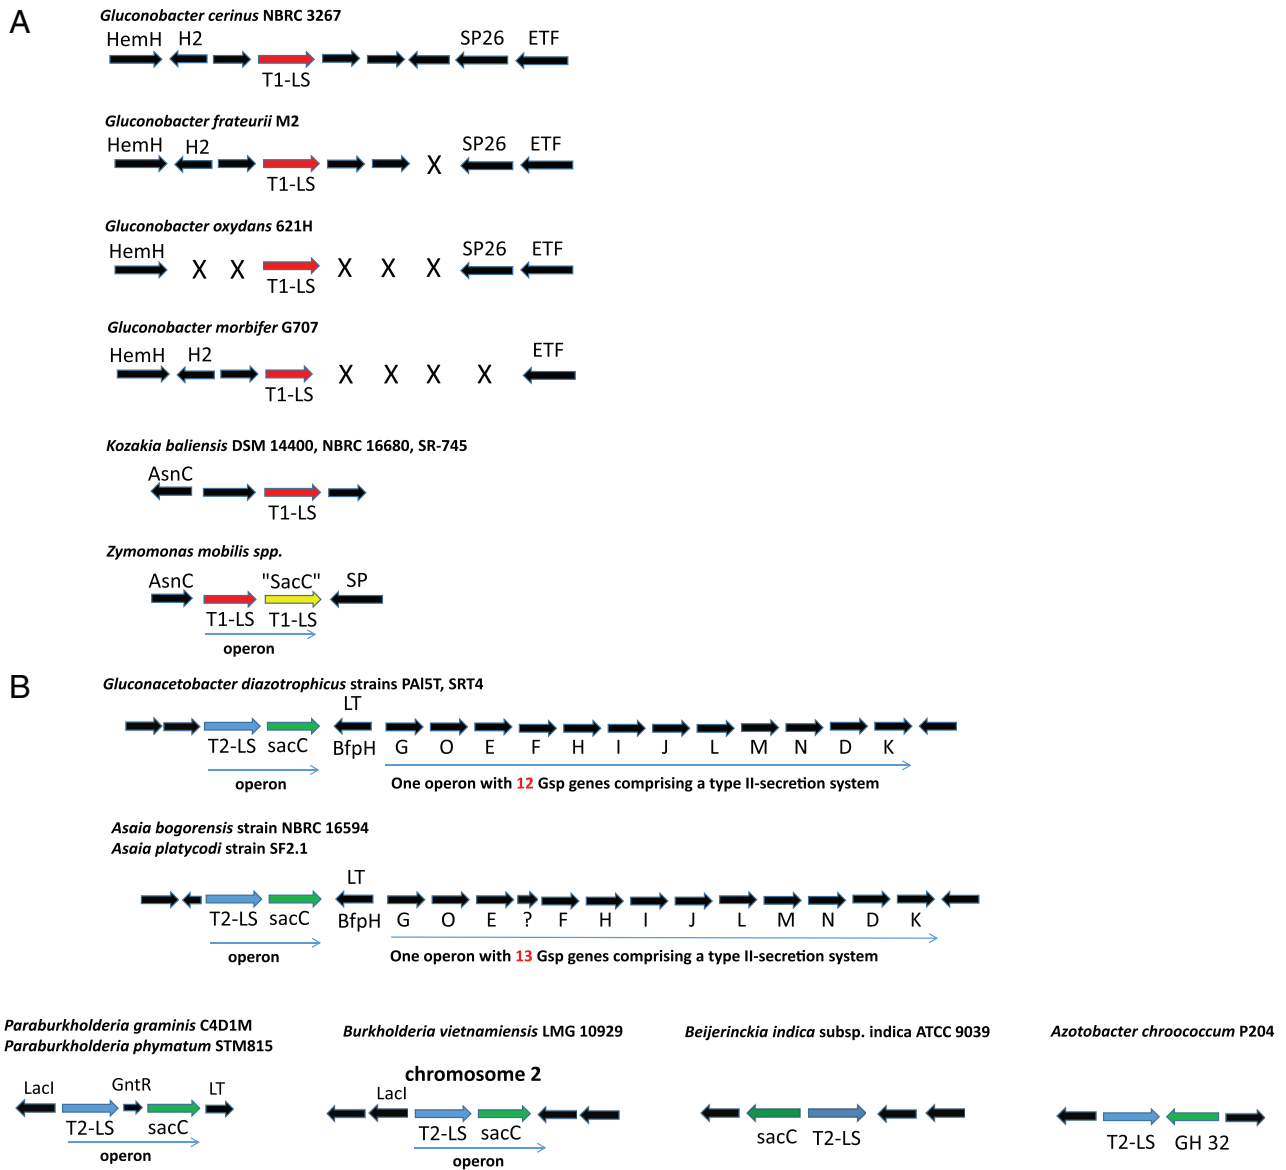 A
Gluconobacter cerinus NBRC 3267
HemH H2 SP26 ETF
T1-LS
Gluconobacter frateurii M2
HemH H2 X SP26 ETF
T1-LS
Gluconobacter oxydans 621H
HemH X X X X X SP26 ETF
T1-LS
Gluconobacter morbifer G707
HemH H2 X X X X ETF
T1-LS
Kozakia baliensis DSM 14400, NBRC 16680, SR-745
AsnC
T1-LS
Zymomonas mobilis spp.
AsnC "SacC" SP
T1-LS T1-LS
operon
B
Gluconacetobacter diazotrophicus strains PAl5T, SRT4
LT
T2-LS sacC BfpH G O E F H I J L M N D K
operon
One operon with 12 Gsp genes comprising a type II-secretion system
Asaia bogorensis strain NBRC 16594
Asaia platycodi strain SF2.1
LT
T2-LS sacC BfpH G O E ? F H I J L M N D K
operon
One operon with 13 Gsp genes comprising a type II-secretion system
Paraburkholderia graminis C4D1M
Paraburkholderia phymatum STM815
LacI GntR LT
T2-LS sacC
operon
Burkholderia vietnamiensis LMG 10929
chromosome 2
LacI
T2-LS sacC
operon
Beijerinckia indica subsp. indica ATCC 9039
sacC T2-LS
Azotobacter chroococcum P204
T2-LS GH 32